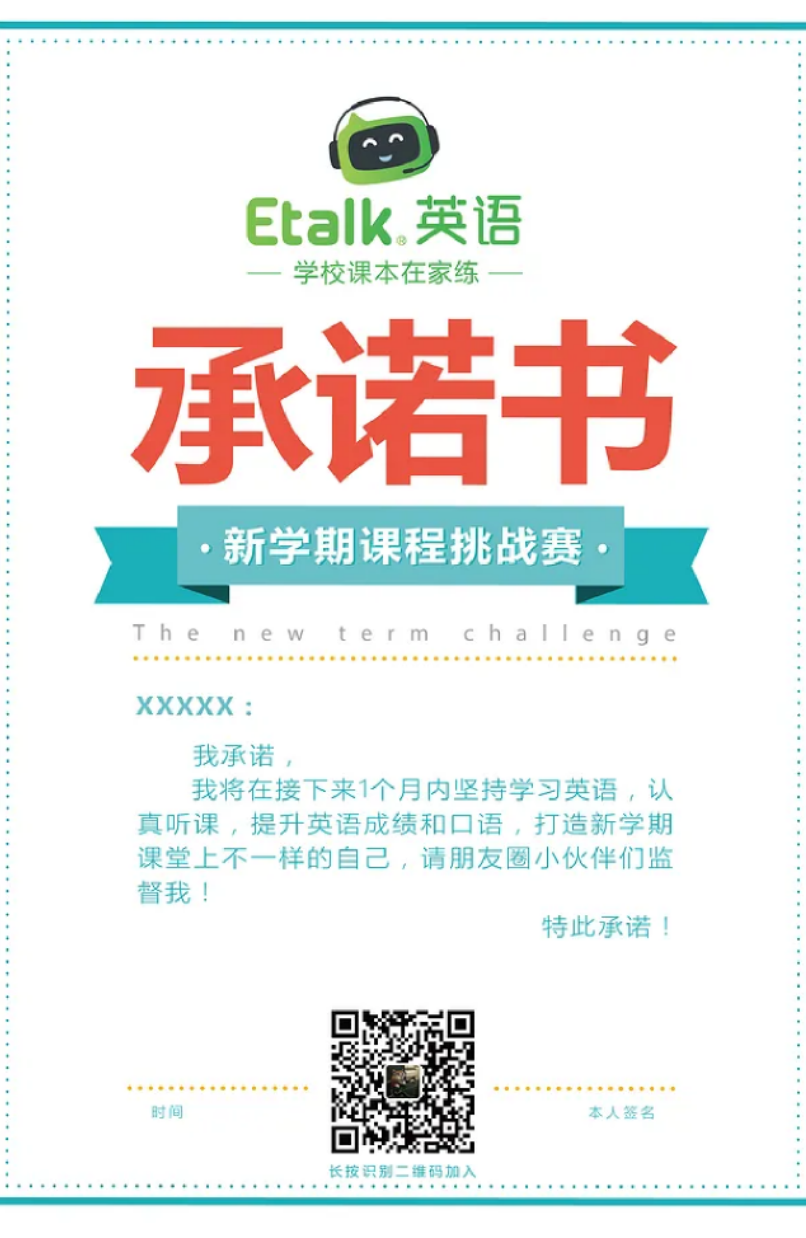 Etalk® 英语
学校课本在家练
承诺书
·新学期课程挑战赛·
The new term challenge
XXXXX：
我承诺，
我将在接下来1个月内坚持学习英语，认
真听课，提升英语成绩和口语，打造新学期
课堂上不一样的自己，请朋友圈小伙伴们监
督我！
特此承诺！
时间
本人签名
长按识别二维码加入